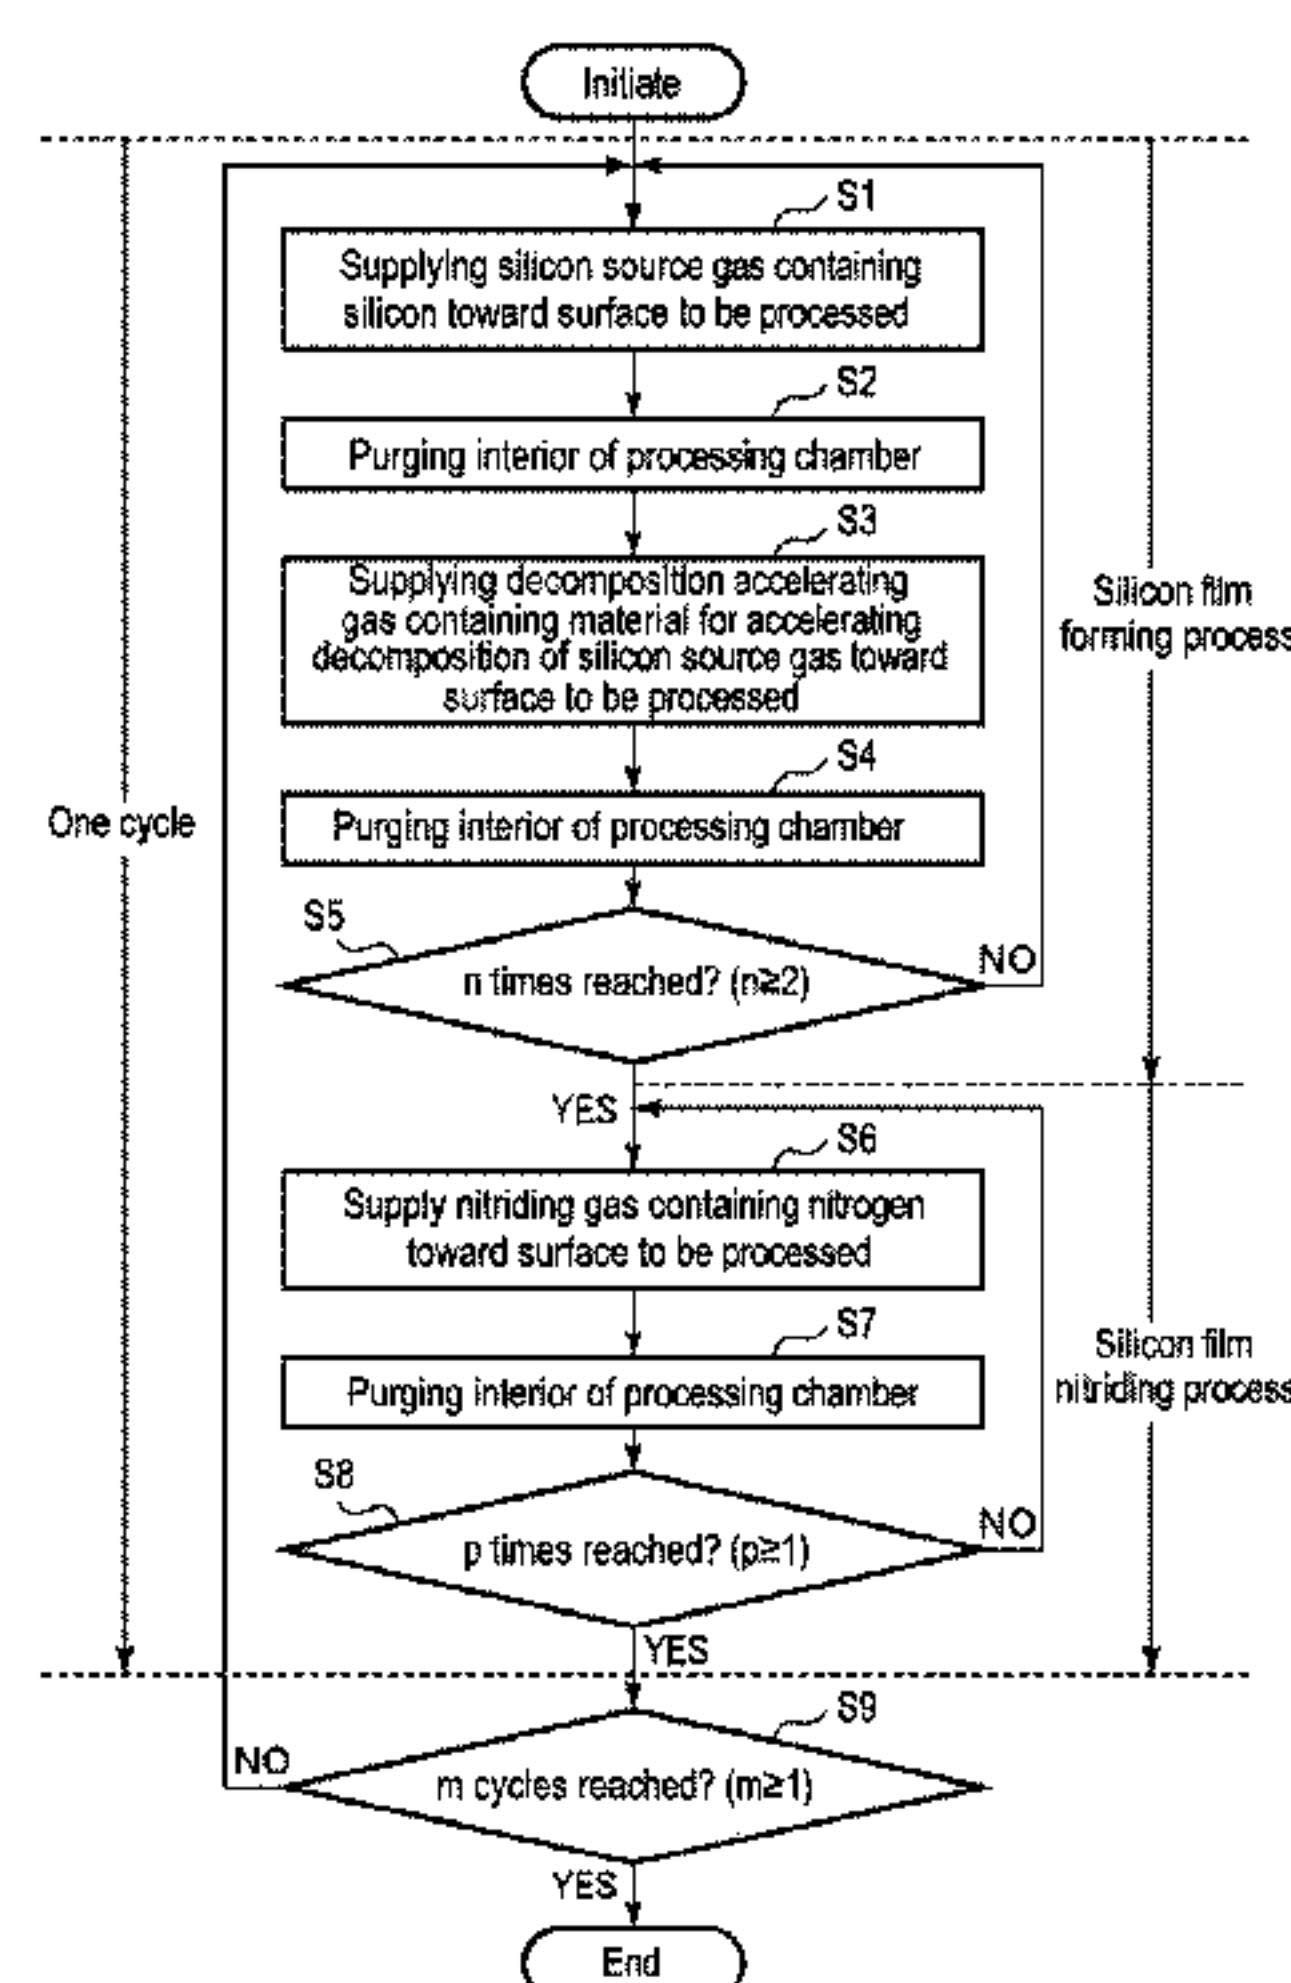 Initiate
S1
Supplying silicon source gas containing
silicon toward surface to be processed
S2
Purging interior of processing chamber
S3
Supplying decomposition accelerating
gas containing material for accelerating
decomposition of silicon source gas toward
surface to be processed
Silicon film
forming process
S4
One cycle
Purging interior of processing chamber
S5
n times reached? (n≥2)
NO
YES
S6
Supply nitriding gas containing nitrogen
toward surface to be processed
S7
Silicon film
nitriding process
Purging interior of processing chamber
S8
p times reached? (p≥1)
NO
YES
S9
NO
m cycles reached? (m≥1)
YES
End